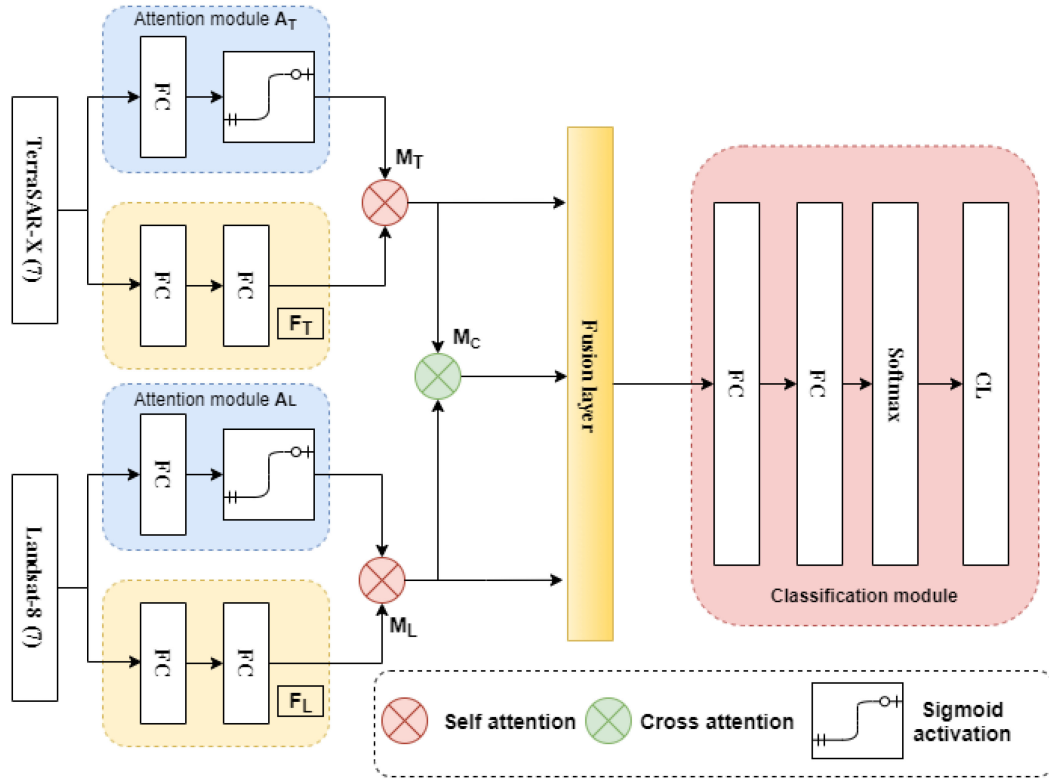 Attention module A_T
FC
TerraSAR-X (7)
M_T
FC
FC
F_T
M_C
Attention module A_L
FC
Landsat-8 (7)
M_L
FC
FC
F_L
Fusion layer
FC
FC
Softmax
CL
Classification module
Self attention
Cross attention
Sigmoid
activation